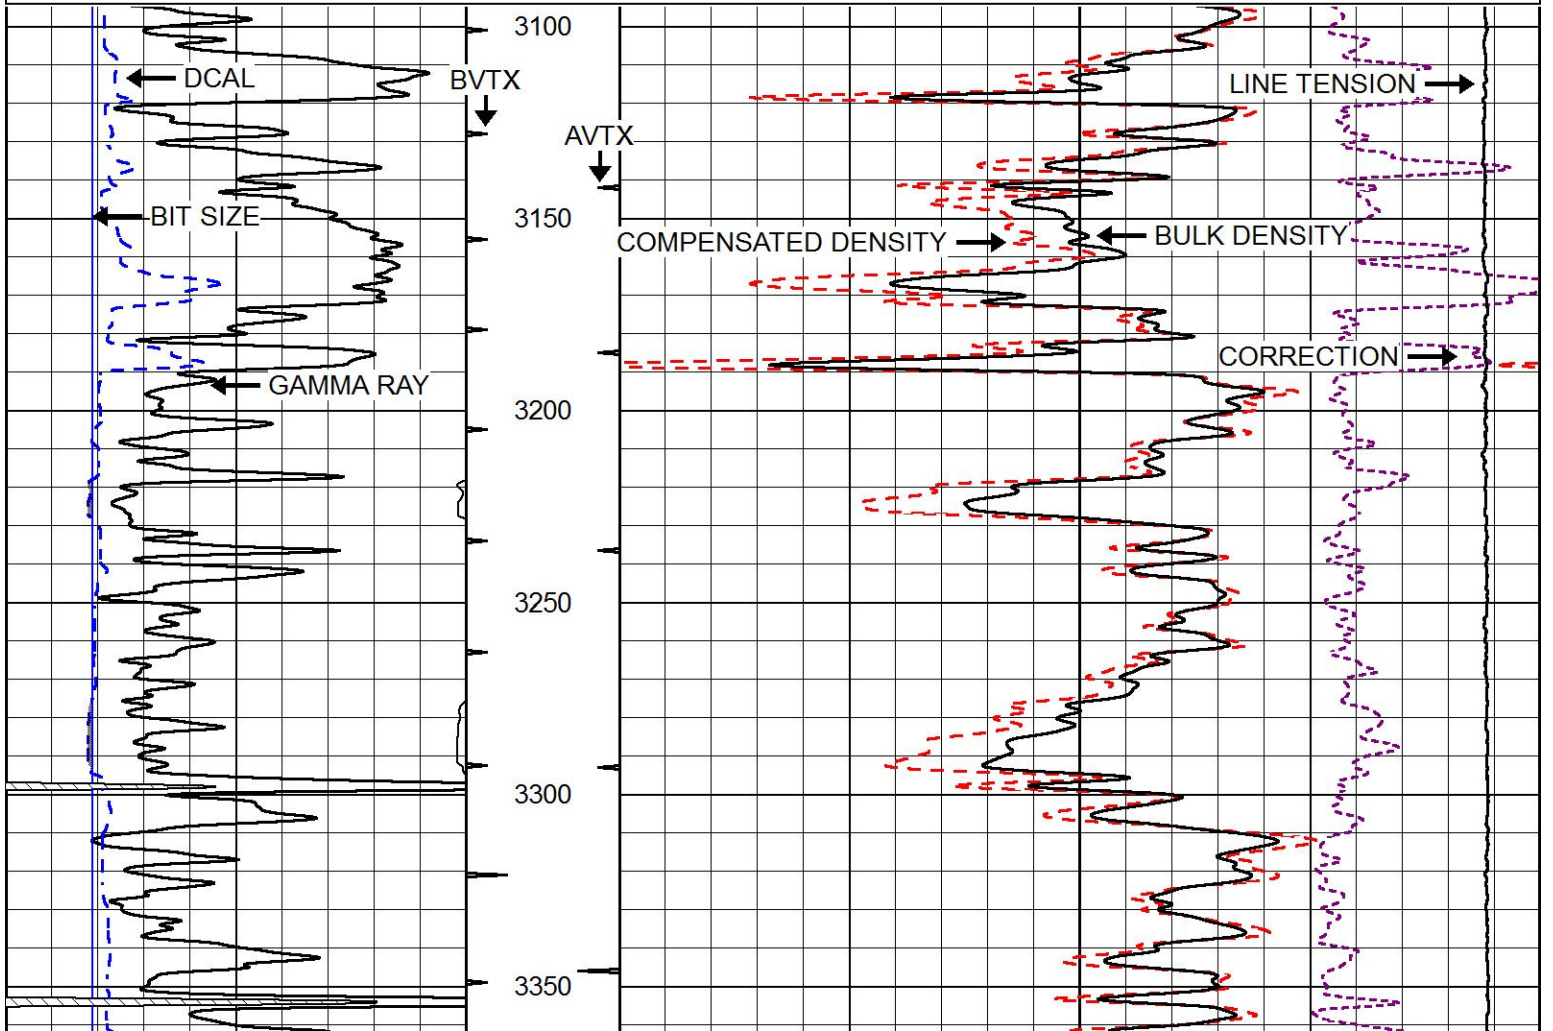 3100
DCAL
BVTX
LINE TENSION
AVTX
BIT SIZE
3150
COMPENSATED DENSITY
BULK DENSITY
CORRECTION
GAMMA RAY
3200
3250
3300
3350